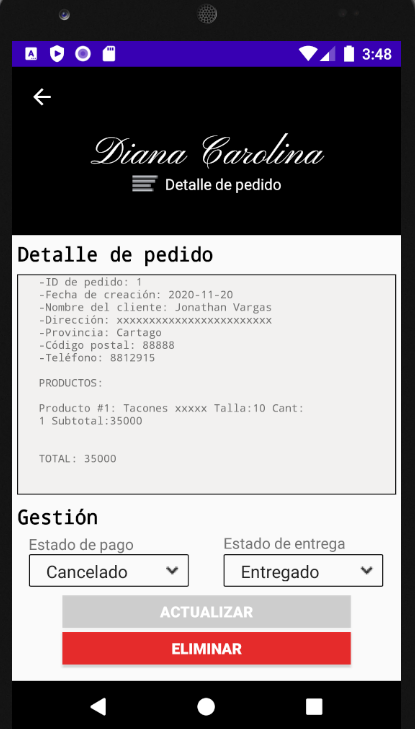 3:48
Diana Carolina
Detalle de pedido
Detalle de pedido
-ID de pedido: 1
-Fecha de creación: 2020-11-20
-Nombre del cliente: Jonathan Vargas
-Dirección: xxxxxxxxxxxxxxxxxxxxxxxx
-Provincia: Cartago
-Código postal: 88888
-Teléfono: 8812915
PRODUCTOS:
Producto #1: Tacones xxxxx Talla:10 Cant:
1 Subtotal:35000
TOTAL: 35000
Gestión
Estado de pago
Estado de entrega
Cancelado
Entregado
ACTUALIZAR
ELIMINAR